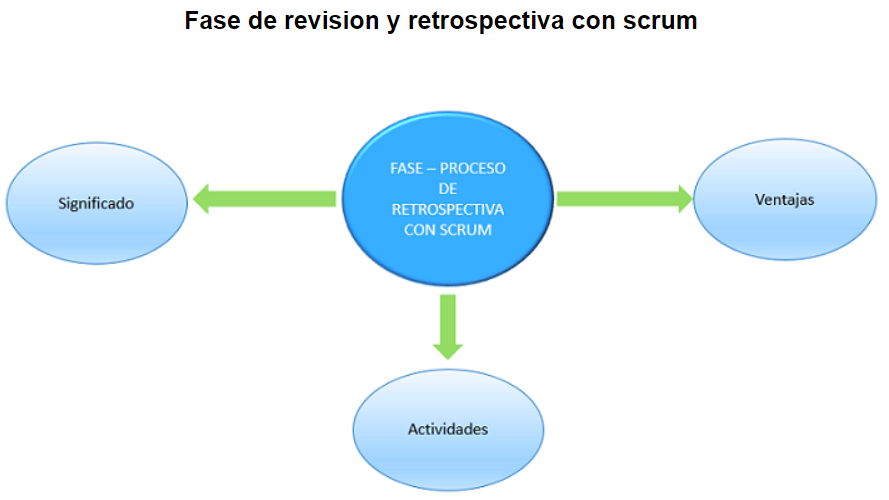 Fase de revision y retrospectiva con scrum
FASE – PROCESO
DE
RETROSPECTIVA
CON SCRUM
Significado
Ventajas
Actividades